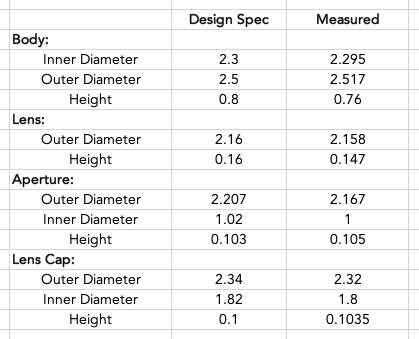 Design Spec Measured
Body:
Inner Diameter 2.3 2.295
Outer Diameter 2.5 2.517
Height 0.8 0.76
Lens:
Outer Diameter 2.16 2.158
Height 0.16 0.147
Aperture:
Outer Diameter 2.207 2.167
Inner Diameter 1.02 1
Height 0.103 0.105
Lens Cap:
Outer Diameter 2.34 2.32
Inner Diameter 1.82 1.8
Height 0.1 0.1035